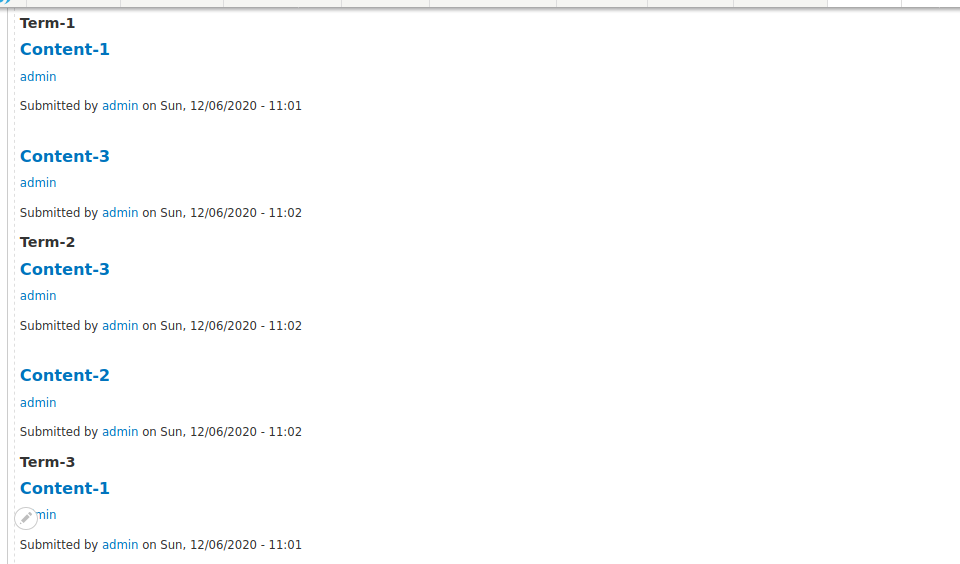 Term-1
Content-1
admin
Submitted by admin on Sun, 12/06/2020 - 11:01
Content-3
admin
Submitted by admin on Sun, 12/06/2020 - 11:02
Term-2
Content-3
admin
Submitted by admin on Sun, 12/06/2020 - 11:02
Content-2
admin
Submitted by admin on Sun, 12/06/2020 - 11:02
Term-3
Content-1
min
Submitted by admin on Sun, 12/06/2020 - 11:01